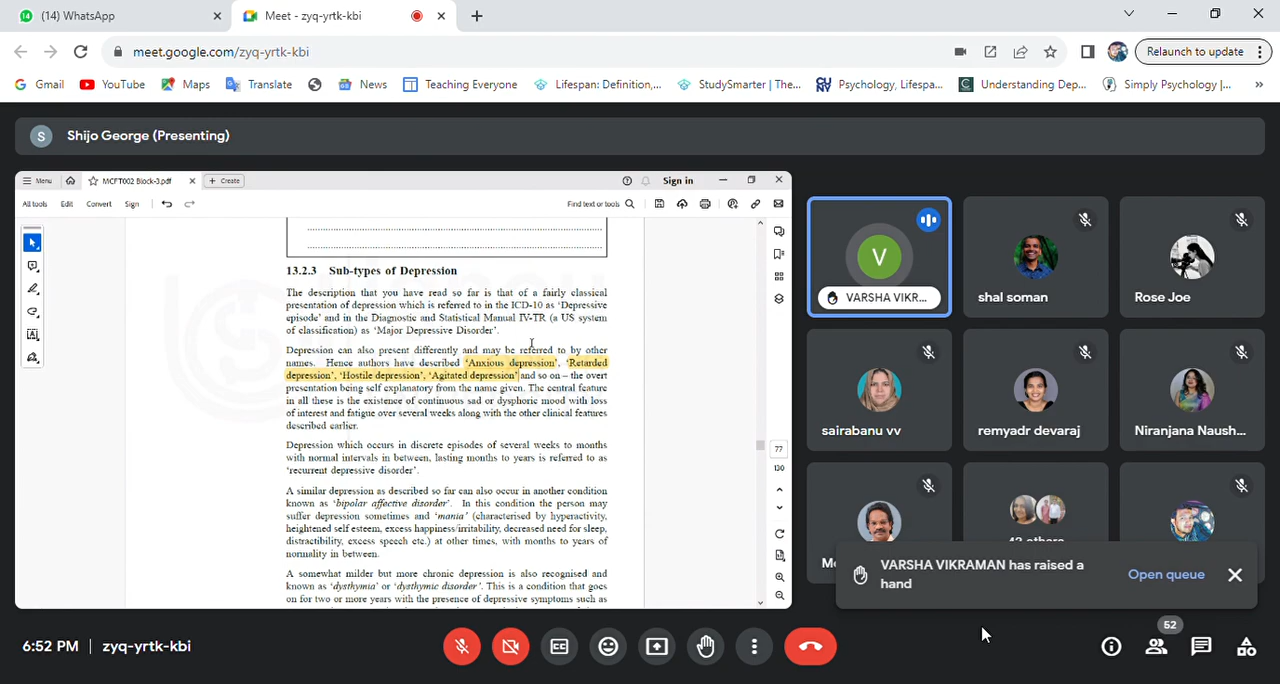 (14) WhatsApp
Meet - zyq-yrtk-kbi
meet.google.com/zyq-yrtk-kbi
Relaunch to update
Gmail
YouTube
Maps
Translate
News
Teaching Everyone
Lifespan: Definition,...
StudySmarter | The...
Psychology, Lifespa...
Understanding Dep...
Simply Psychology |...
S
Shijo George (Presenting)
Menu
MCFT002 Block-3.pdf
Create
Sign in
All tools
Edit
Convert
Sign
Find text or tools
13.2.3 Sub-types of Depression
The description that you have read so far is that of a fairly classical
presentation of depression which is referred to in the ICD-10 as 'Depressive
episode' and in the Diagnostic and Statistical Manual IV-TR (a US system
of classification) as 'Major Depressive Disorder'.
Depression can also present differently and may be referred to by other
names. Hence authors have described 'Anxious depression', 'Retarded
depression', 'Hostile depression', 'Agitated depression' and so on – the overt
presentation being self explanatory from the name given. The central feature
in all these is the existence of continuous sad or dysphoric mood with loss
of interest and fatigue over several weeks along with the other clinical features
described earlier.
Depression which occurs in discrete episodes of several weeks to months
with normal intervals in between, lasting months to years is referred to as
'recurrent depressive disorder'.
A similar depression as described so far can also occur in another condition
known as 'bipolar affective disorder'. In this condition the person may
suffer depression sometimes and 'mania' (characterised by hyperactivity,
heightened self esteem, excess happiness/irritability, decreased need for sleep,
distractibility, excess speech etc.) at other times, with months to years of
normality in between.
A somewhat milder but more chronic depression is also recognised and
known as 'dysthymia' or 'dysthymic disorder'. This is a condition that goes
on for two or more years with the presence of depressive symptoms such as
77
130
V
VARSHA VIKR...
shal soman
Rose Joe
sairabanu vv
remyadr devaraj
Niranjana Naush...
VARSHA VIKRAMAN has raised a
hand
Open queue
6:52 PM
zyq-yrtk-kbi
52